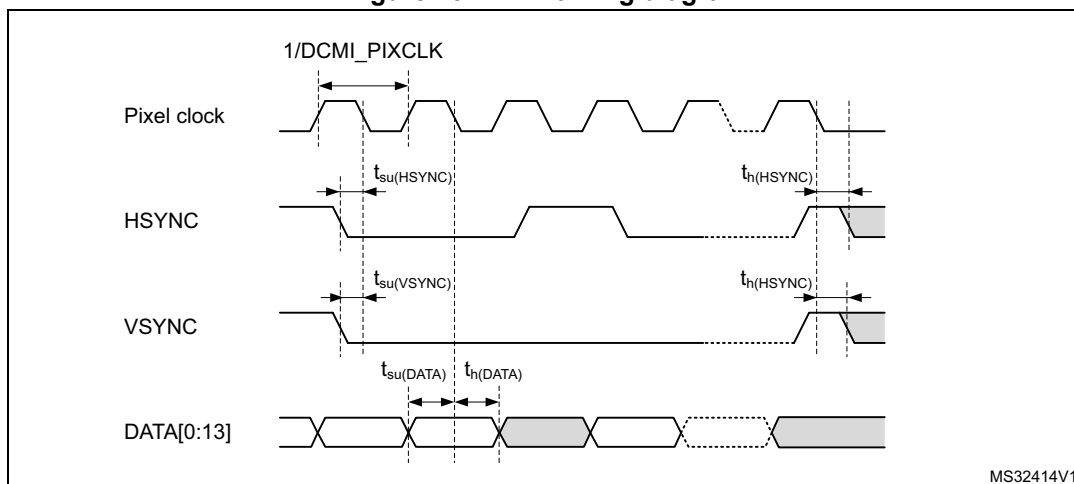 1/DCMI_PIXCLK
Pixel clock
tsu(HSYNC) th(HSYNC)
HSYNC
tsu(VSYNC) th(HSYNC)
VSYNC
tsu(DATA) th(DATA)
DATA[0:13]
MS32414V1